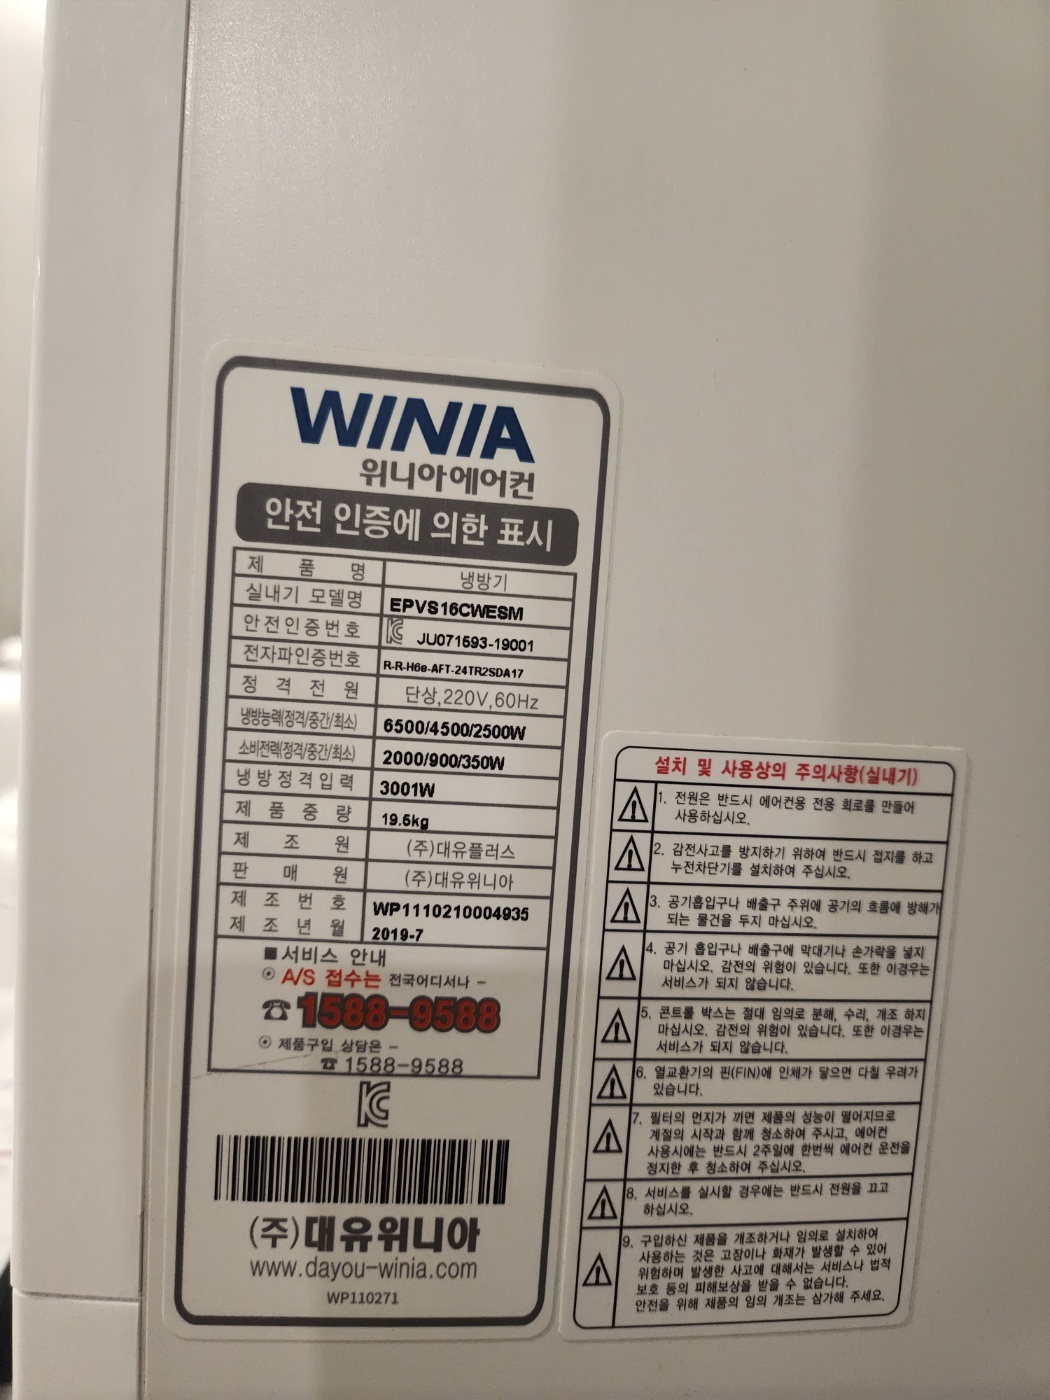 WINIA
위니아에어컨
안전 인증에 의한 표시
제 품 명 냉방기
실내기 모델명 EPVS16CWESM
안전인증번호 JU071593-19001
전자파인증번호 R-R-H6e-AFT-24TR2SDA17
정 격 전 원 단상,220V,60Hz
냉방능력(정격/중간/최소) 6500/4500/2500W
소비전력(정격/중간/최소) 2000/900/350W
냉방정격입력 3001W
제 품 중 량 19.5kg
제 조 원 (주)대유플러스
판 매 원 (주)대유위니아
제 조 번 호 WP1110210004935
제 조 년 월 2019-7
■서비스 안내
⊙ A/S 접수는 전국어디서나 -
☎ 1588-9588
⊙ 제품구입 상담은 -
☎ 1588-9588
(주)대유위니아
www.dayou-winia.com
WP110271
설치 및 사용상의 주의사항(실내기)
1. 전원은 반드시 에어컨용 전용 회로를 만들어
사용하십시오.
2. 감전사고를 방지하기 위하여 반드시 접지를 하고
누전차단기를 설치하여 주십시오.
3. 공기흡입구나 배출구 주위에 공기의 흐름에 방해가
되는 물건을 두지 마십시오.
4. 공기 흡입구나 배출구에 막대기나 손가락을 넣지
마십시오. 감전의 위험이 있습니다. 또한 이경우는
서비스가 되지 않습니다.
5. 콘트롤 박스는 절대 임의로 분해, 수리, 개조 하지
마십시오. 감전의 위험이 있습니다. 또한 이경우는
서비스가 되지 않습니다.
6. 열교환기의 핀(FIN)에 인체가 닿으면 다칠 우려가
있습니다.
7. 필터의 먼지가 끼면 제품의 성능이 떨어지므로
계절의 시작과 함께 청소하여 주시고, 에어컨
사용시에는 반드시 2주일에 한번씩 에어컨 운전을
정지한 후 청소하여 주십시오.
8. 서비스를 실시할 경우에는 반드시 전원을 끄고
하십시오.
9. 구입하신 제품을 개조하거나 임의로 설치하여
사용하는 것은 고장이나 화재가 발생할 수 있어
위험하며 발생한 사고에 대해서는 서비스나 법적
보호 등의 피해보상을 받을 수 없습니다.
안전을 위해 제품의 임의 개조는 삼가해 주세요.